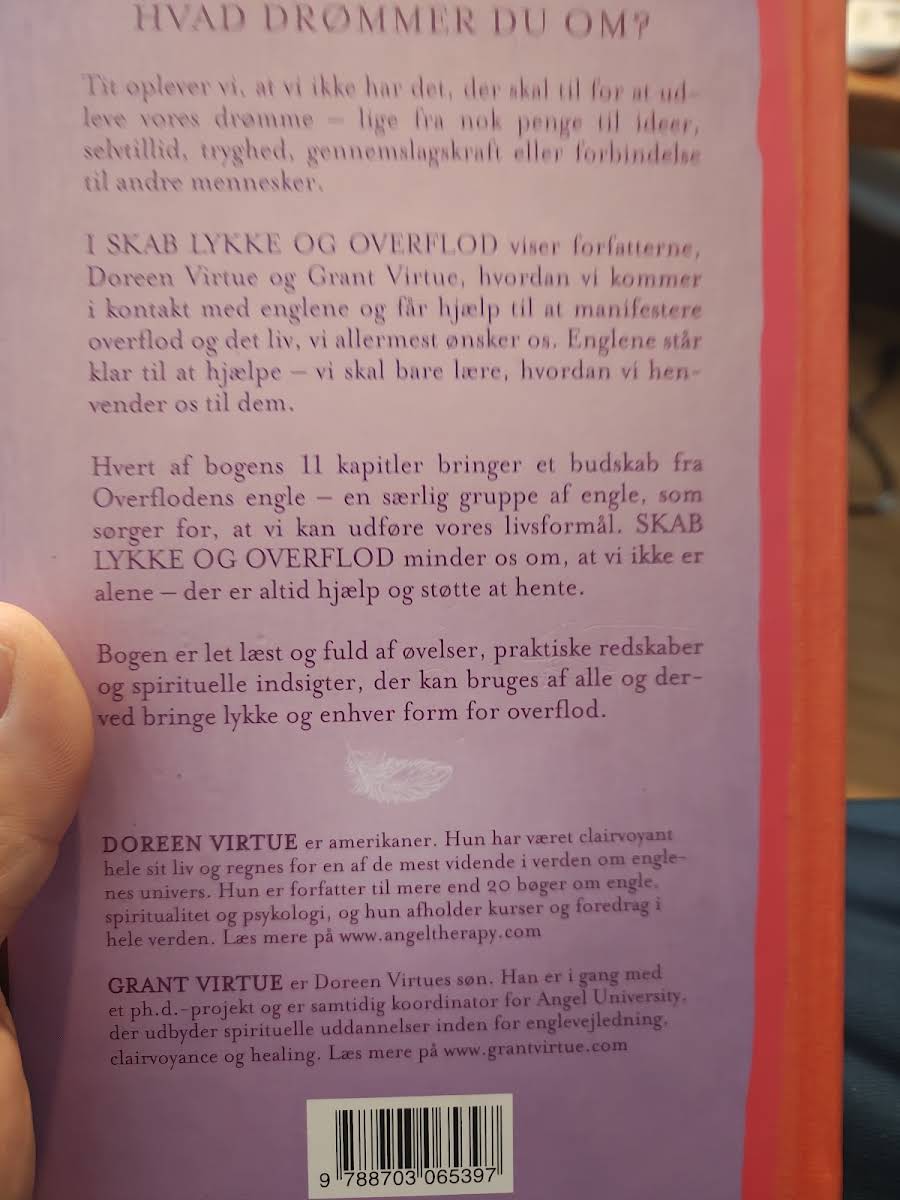 HVAD DRØMMER DU OM?
Tit oplever vi, at vi ikke har det, der skal til for at ud-
leve vores drømme – lige fra nok penge til ideer,
selvtillid, tryghed, gennemslagskraft eller forbindelse
til andre mennesker.
I SKAB LYKKE OG OVERFLOD viser forfatterne,
Doreen Virtue og Grant Virtue, hvordan vi kommer
i kontakt med englene og får hjælp til at manifestere
overflod og det liv, vi allermest ønsker os. Englene står
klar til at hjælpe – vi skal bare lære, hvordan vi hen-
vender os til dem.
Hvert af bogens 11 kapitler bringer et budskab fra
Overflodens engle – en særlig gruppe af engle, som
sørger for, at vi kan udføre vores livsformål. SKAB
LYKKE OG OVERFLOD minder os om, at vi ikke er
alene – der er altid hjælp og støtte at hente.
Bogen er let læst og fuld af øvelser, praktiske redskaber
og spirituelle indsigter, der kan bruges af alle og der-
ved bringe lykke og enhver form for overflod.
DOREEN VIRTUE er amerikaner. Hun har været clairvoyant
hele sit liv og regnes for en af de mest vidende i verden om engle-
nes univers. Hun er forfatter til mere end 20 bøger om engle,
spiritualitet og psykologi, og hun afholder kurser og foredrag i
hele verden. Læs mere på www.angeltherapy.com
GRANT VIRTUE er Doreen Virtues søn. Han er i gang med
et ph.d.-projekt og er samtidig koordinator for Angel University,
der udbyder spirituelle uddannelser inden for englevejledning,
clairvoyance og healing. Læs mere på www.grantvirtue.com
9 788703 065397